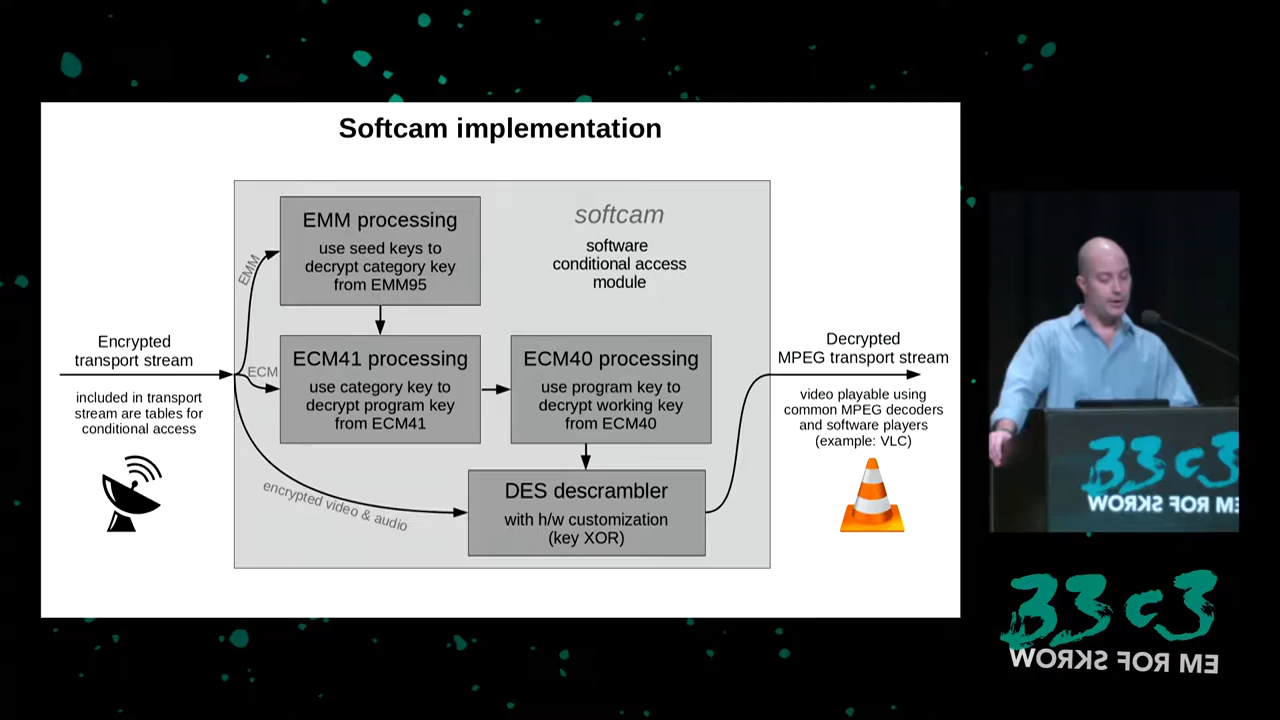 Softcam implementation
EMM processing
use seed keys to
decrypt category key
from EMM95
softcam
software
conditional access
module
EMM
Encrypted
transport stream
included in transport
stream are tables for
conditional access
ECM
ECM41 processing
use category key to
decrypt program key
from ECM41
ECM40 processing
use program key to
decrypt working key
from ECM40
encrypted video & audio
DES descrambler
with h/w customization
(key XOR)
Decrypted
MPEG transport stream
video playable using
common MPEG decoders
and software players
(example: VLC)
33c3
WORKS FOR ME
33c3
WORKS FOR ME